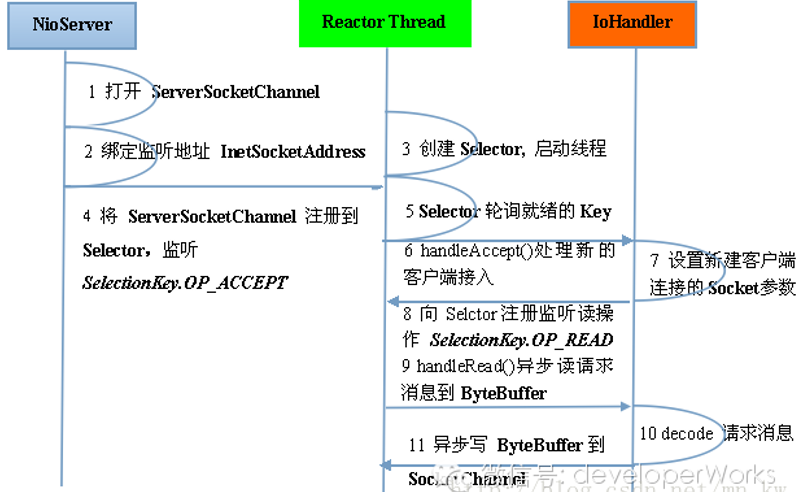 NioServer
Reactor Thread
IoHandler
1 打开 ServerSocketChannel
2 绑定监听地址 InetSocketAddress
3 创建 Selector, 启动线程
4 将 ServerSocketChannel 注册到
Selector，监听
SelectionKey.OP_ACCEPT
5 Selector 轮询就绪的 Key
6 handleAccept()处理新的
客户端接入
7 设置新建客户端
连接的 Socket参数
8 向 Selctor 注册监听读操
作 SelectionKey.OP_READ
9 handleRead()异步读请求
消息到 ByteBuffer
10 decode 请求消息
11 异步写 ByteBuffer 到
SocketChannel
微信号: developerWorks